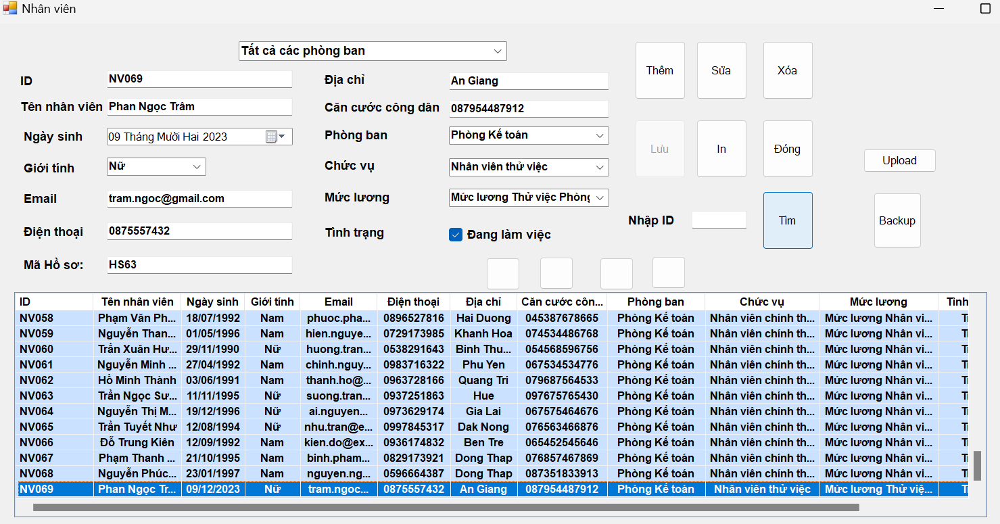 Nhân viên
Tất cả các phòng ban
ID NV069 Địa chỉ An Giang
Tên nhân viên Phan Ngọc Trâm Căn cước công dân 087954487912
Ngày sinh 09 Tháng Mười Hai 2023 Phòng ban Phòng Kế toán
Giới tính Nữ Chức vụ Nhân viên thử việc
Email tram.ngoc@gmail.com Mức lương Mức lương Thử việc Phòng
Điện thoại 0875557432 Tình trạng Đang làm việc
Mã Hồ sơ: HS63
Thêm Sửa Xóa
Lưu In Đóng Upload
Nhập ID Tìm Backup
ID Tên nhân viên Ngày sinh Giới tính Email Điện thoại Địa chỉ Căn cước côn... Phòng ban Chức vụ Mức lương Tình
NV058 Phạm Văn Ph... 18/07/1992 Nam phuoc.pha... 0896527816 Hai Duong 045387678665 Phòng Kế toán Nhân viên chính th... Mức lương Nhân vi...
NV059 Nguyễn Than... 01/05/1996 Nam hien.nguye... 0729173985 Khanh Hoa 074534486768 Phòng Kế toán Nhân viên chính th... Mức lương Nhân vi...
NV060 Trần Xuân Hư... 29/11/1990 Nữ huong.tran... 0538291643 Binh Thu... 054568596756 Phòng Kế toán Nhân viên chính th... Mức lương Nhân vi...
NV061 Nguyễn Minh ... 27/04/1992 Nam chinh.nguy... 0983716322 Phu Yen 067534534776 Phòng Kế toán Nhân viên chính th... Mức lương Nhân vi...
NV062 Hồ Minh Thành 03/06/1991 Nam thanh.ho@... 0963728166 Quang Tri 079687564533 Phòng Kế toán Nhân viên chính th... Mức lương Nhân vi...
NV063 Trần Ngọc Sư... 11/11/1995 Nữ suong.tran... 0937251863 Hue 097675765430 Phòng Kế toán Nhân viên chính th... Mức lương Nhân vi...
NV064 Nguyễn Thị M... 19/12/1996 Nữ ai.nguyen... 0973629174 Gia Lai 067575464676 Phòng Kế toán Nhân viên chính th... Mức lương Nhân vi...
NV065 Trần Tuyết Như 12/08/1994 Nữ nhu.tran@e... 0997845317 Dak Nong 076563466876 Phòng Kế toán Nhân viên chính th... Mức lương Nhân vi...
NV066 Đỗ Trung Kiên 12/09/1992 Nam kien.do@ex... 0936174832 Ben Tre 065452545646 Phòng Kế toán Nhân viên chính th... Mức lương Nhân vi...
NV067 Phạm Thanh ... 21/10/1995 Nam binh.pham... 0829173921 Dong Thap 076857467869 Phòng Kế toán Nhân viên chính th... Mức lương Nhân vi...
NV068 Nguyễn Phúc... 23/01/1997 Nam nguyen.ng... 0596664387 Dong Thap 087351833913 Phòng Kế toán Nhân viên chính th... Mức lương Nhân vi...
NV069 Phan Ngọc Tr... 09/12/2023 Nữ tram.ngoc... 0875557432 An Giang 087954487912 Phòng Kế toán Nhân viên thử việc Mức lương Thử việ...